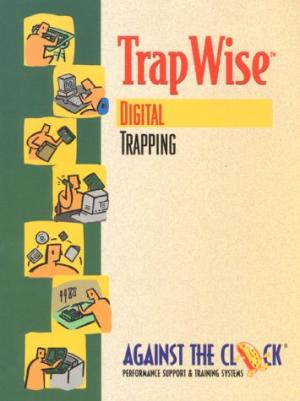 TrapWise™
DIGITAL
TRAPPING
AGAINST THE CLOCK®
PERFORMANCE SUPPORT & TRAINING SYSTEMS